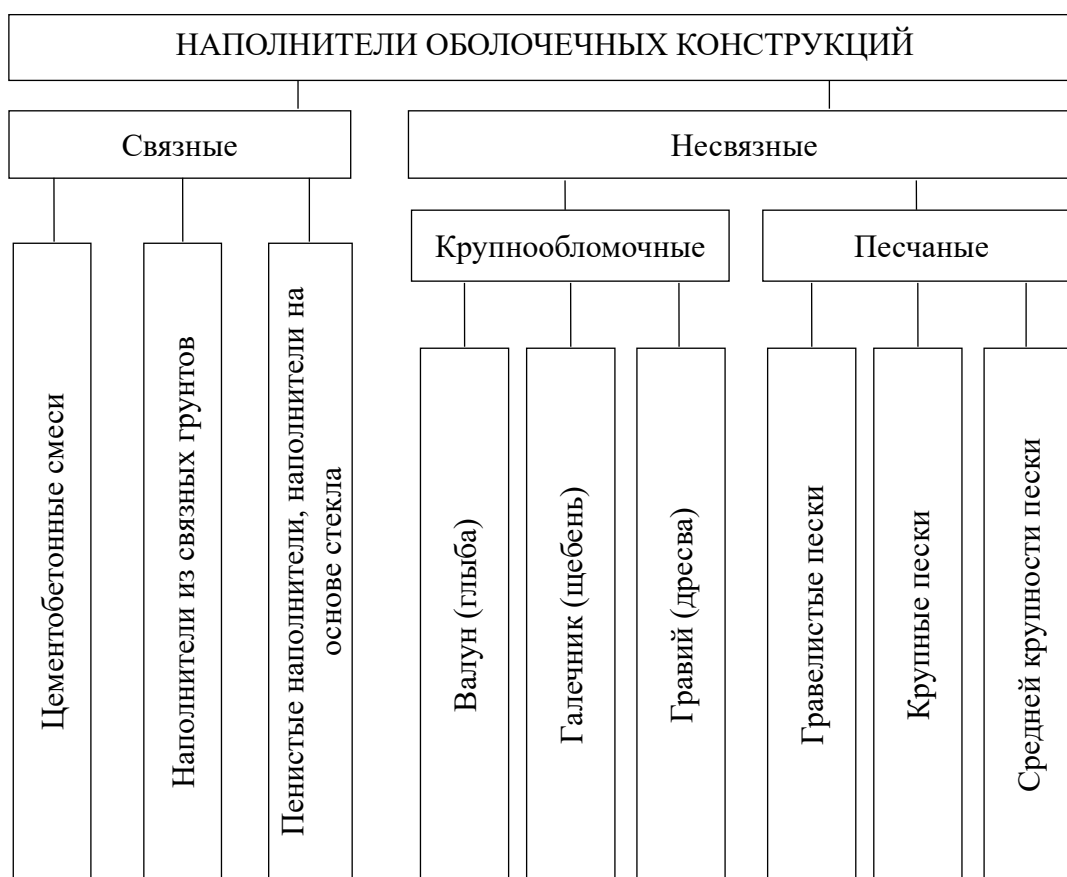 НАПОЛНИТЕЛИ ОБОЛОЧЕЧНЫХ КОНСТРУКЦИЙ
Связные
Несвязные
Крупнообломочные
Песчаные
Цементобетонные смеси
Наполнители из связных грунтов
Пенистые наполнители, наполнители на
основе стекла
Валун (глыба)
Галечник (щебень)
Гравий (дресва)
Гравелистые пески
Крупные пески
Средней крупности пески